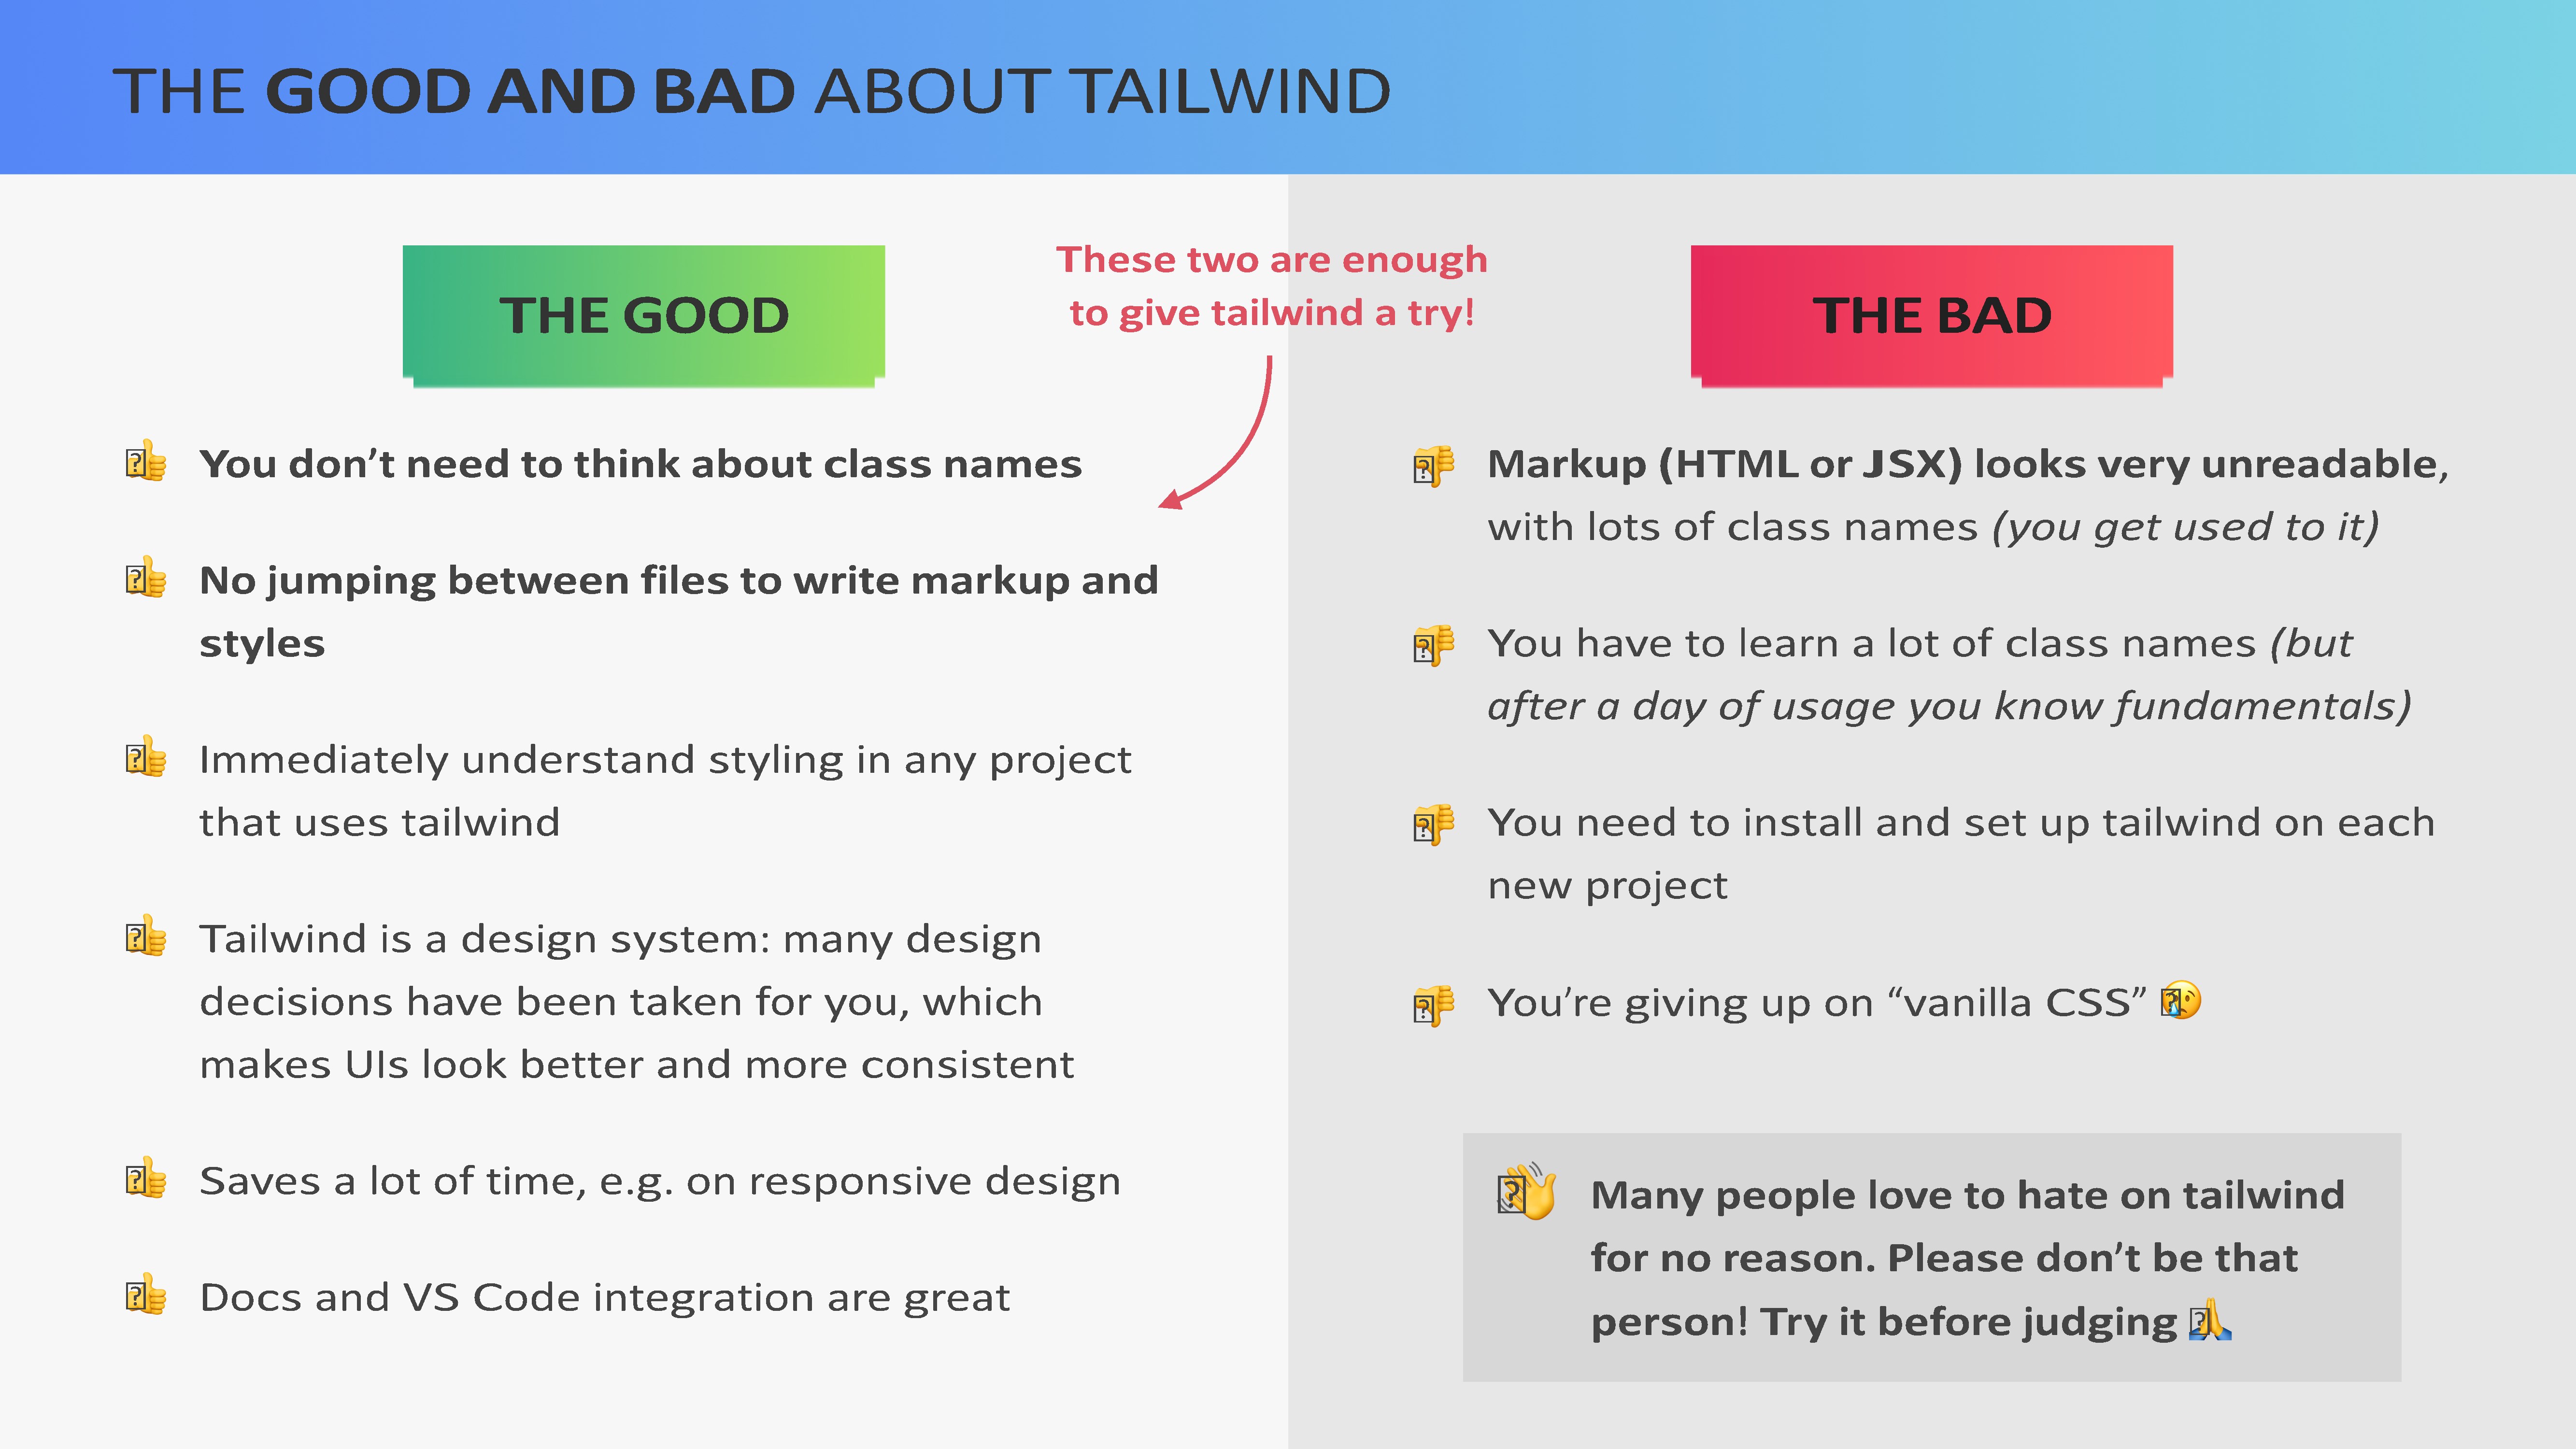 THE GOOD AND BAD ABOUT TAILWIND
THE GOOD
These two are enough
to give tailwind a try!
👍 You don’t need to think about class names
👍 No jumping between files to write markup and
styles
👍 Immediately understand styling in any project
that uses tailwind
👍 Tailwind is a design system: many design
decisions have been taken for you, which
makes UIs look better and more consistent
👍 Saves a lot of time, e.g. on responsive design
👍 Docs and VS Code integration are great
THE BAD
👎 Markup (HTML or JSX) looks very unreadable,
with lots of class names (you get used to it)
👎 You have to learn a lot of class names (but
after a day of usage you know fundamentals)
👎 You need to install and set up tailwind on each
new project
👎 You’re giving up on “vanilla CSS” 😢
👋 Many people love to hate on tailwind
for no reason. Please don’t be that
person! Try it before judging 🙏